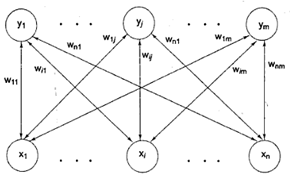 y₁ . . . yⱼ . . . yₘ
wₙ₁ w₁ⱼ wᵢⱼ wₙ₁ w₁ₘ
w₁₁ wᵢ₁ wᵢₘ wₙₘ
x₁ . . . xᵢ . . . xₙ